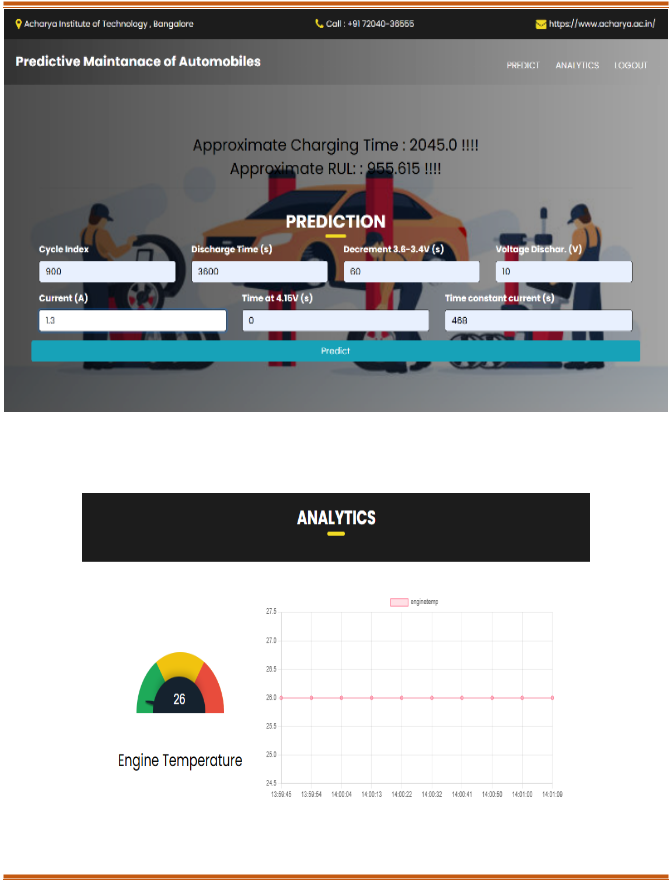 Acharya Institute of Technology , Bangalore Call : +91 72040-36555 https://www.acharya.ac.in/
Predictive Maintanace of Automobiles PREDICT ANALYTICS LOGOUT
Approximate Charging Time : 2045.0 !!!!
Approximate RUL: : 955.615 !!!!
PREDICTION
Cycle Index Discharge Time (s) Decrement 3.6-3.4V (s) Voltage Dischar. (V)
900 3600 60 10
Current (A) Time at 4.15V (s) Time constant current (s)
1.3 0 468
Predict
ANALYTICS
enginetemp
27.5
27.0
26.5
26.0
25.5
25.0
24.5
13:59:45 13:59:54 14:00:04 14:00:13 14:00:22 14:00:32 14:00:41 14:00:50 14:01:00 14:01:09
26
Engine Temperature